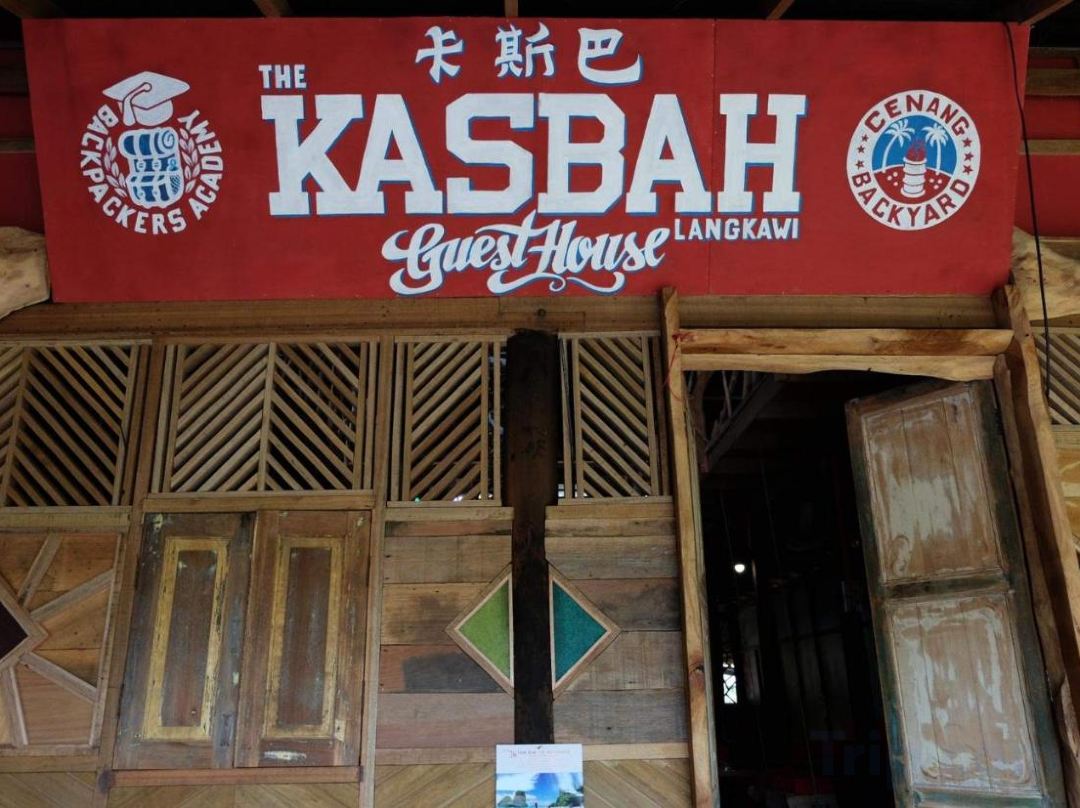 卡斯巴
THE
KASBAH
Guest House
LANGKAWI
BACKPACKERS ACADEMY
CENANG
BACKYARD